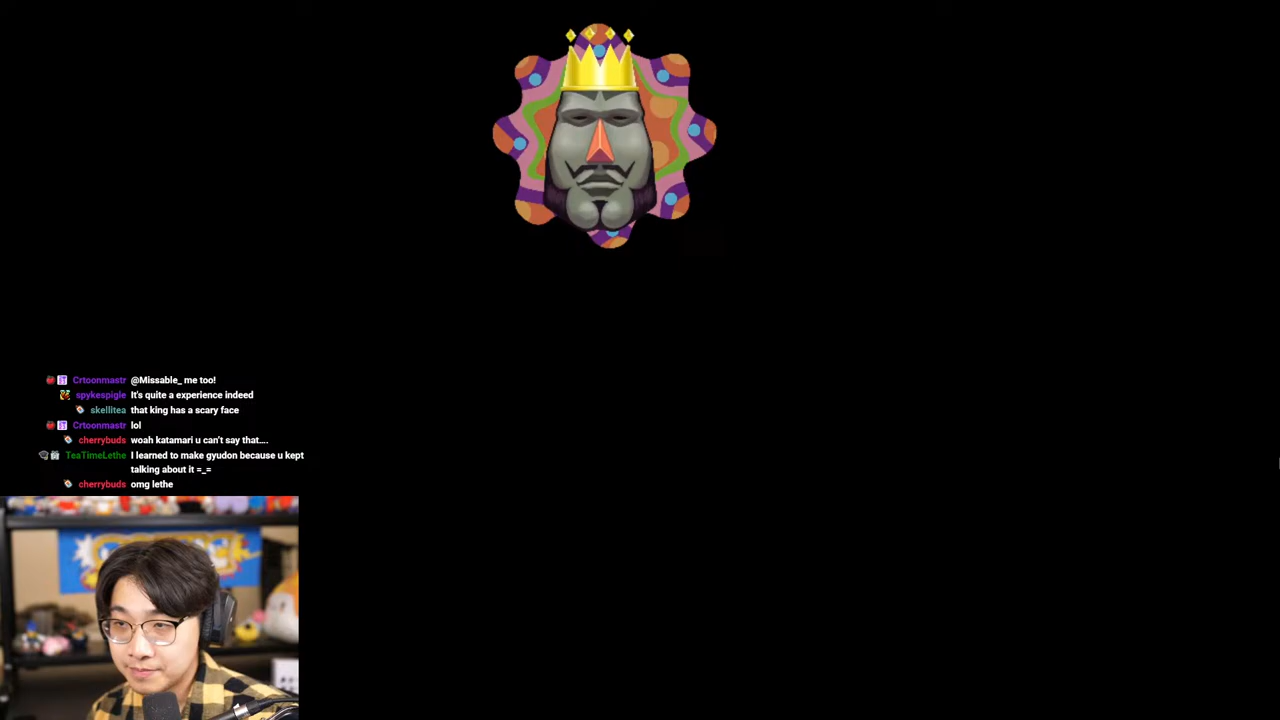 Crtoonmastr @Missable_ me too!
spykespigle It's quite a experience indeed
skellitea that king has a scary face
Crtoonmastr lol
cherrybuds woah katamari u can't say that....
TeaTimeLethe I learned to make gyudon because u kept
talking about it =_=
cherrybuds omg lethe